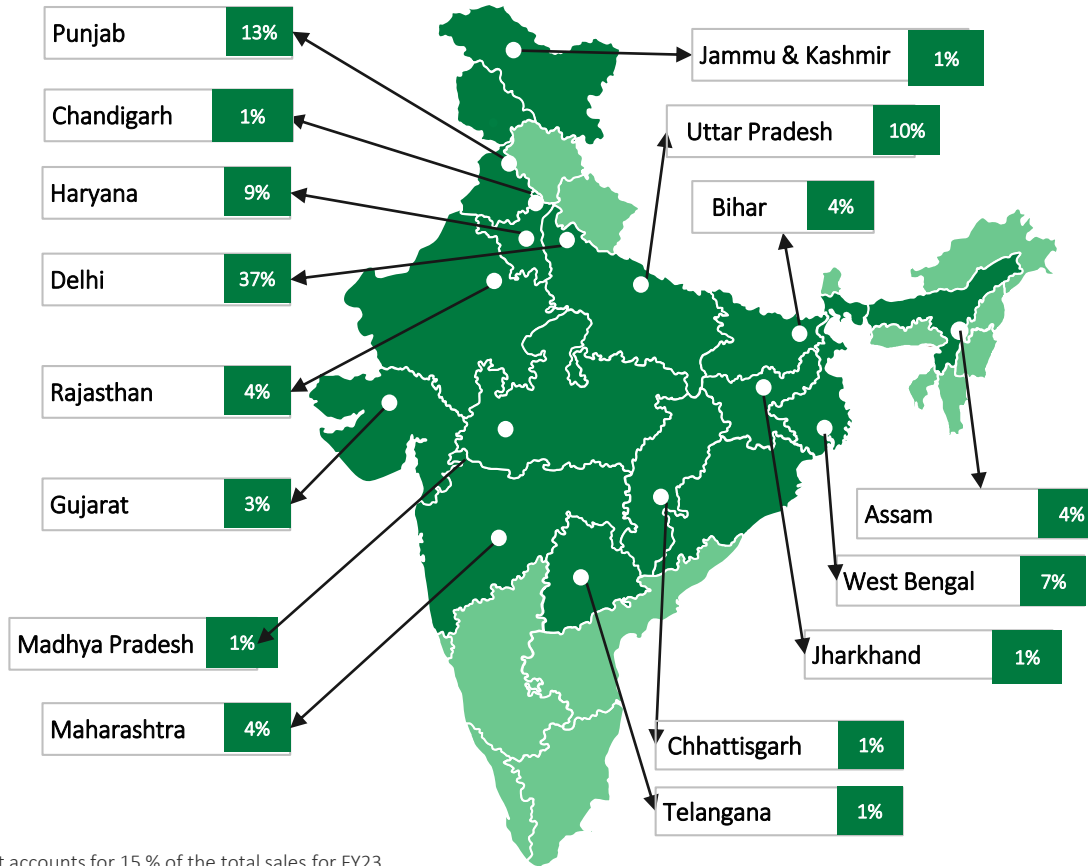 Punjab 13%
Chandigarh 1%
Haryana 9%
Delhi 37%
Rajasthan 4%
Gujarat 3%
Madhya Pradesh 1%
Maharashtra 4%
Jammu & Kashmir 1%
Uttar Pradesh 10%
Bihar 4%
Assam 4%
West Bengal 7%
Jharkhand 1%
Chhattisgarh 1%
Telangana 1%
accounts for 15 % of the total sales for FY23